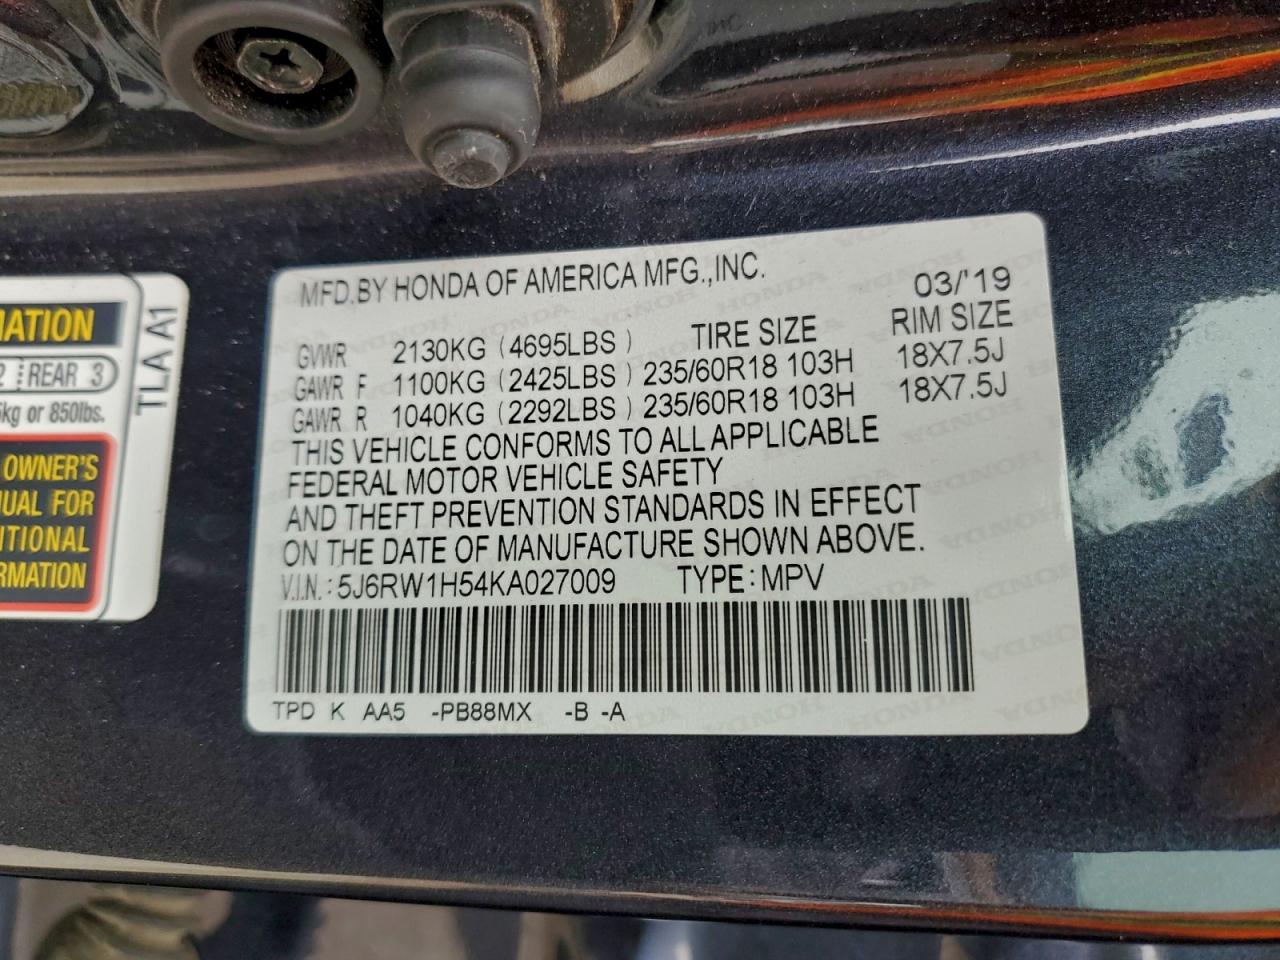 MFD.BY HONDA OF AMERICA MFG.,INC. 03/'19
GVWR 2130KG (4695LBS) TIRE SIZE RIM SIZE
GAWR F 1100KG (2425LBS) 235/60R18 103H 18X7.5J
GAWR R 1040KG (2292LBS) 235/60R18 103H 18X7.5J
THIS VEHICLE CONFORMS TO ALL APPLICABLE
FEDERAL MOTOR VEHICLE SAFETY
AND THEFT PREVENTION STANDARDS IN EFFECT
ON THE DATE OF MANUFACTURE SHOWN ABOVE.
V.I.N.: 5J6RW1H54KA027009 TYPE: MPV
TPD K AA5 -PB88MX -B -A
MATION
2 REAR 3
kg or 850lbs.
OWNER'S
UAL FOR
ITIONAL
RMATION
TLA A1